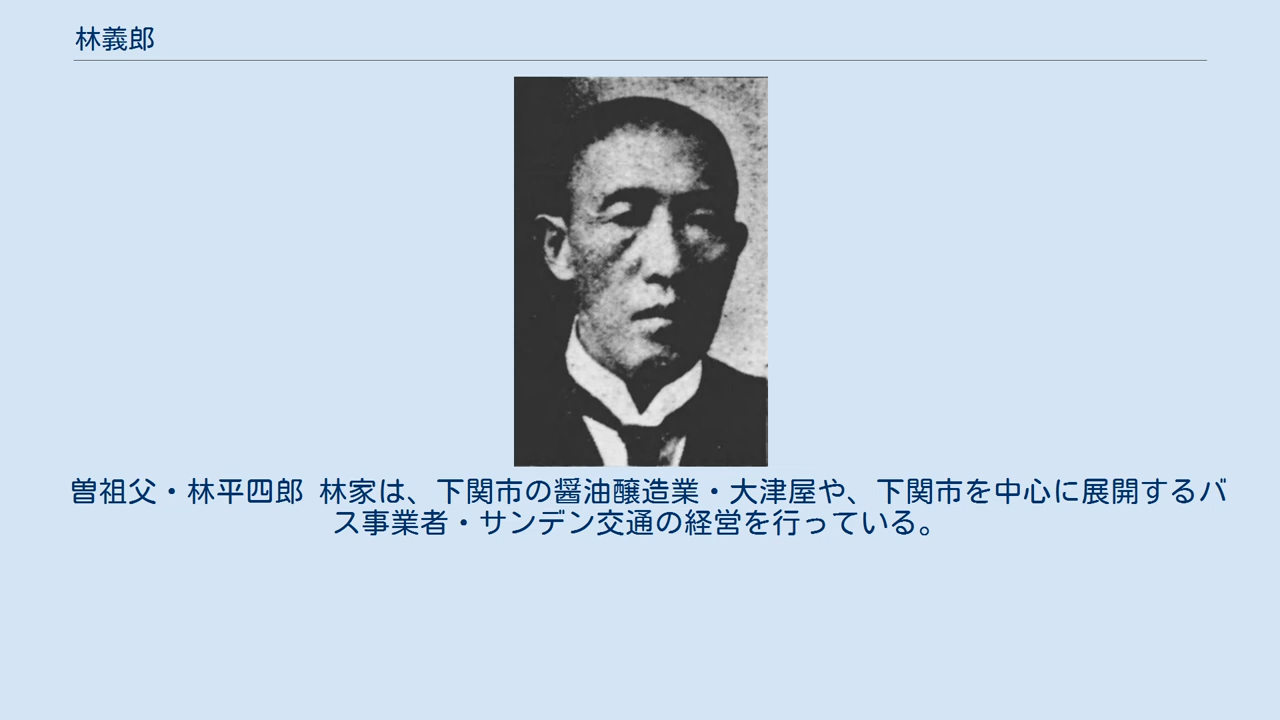 林義郎
曽祖父・林平四郎 林家は、下関市の醤油醸造業・大津屋や、下関市を中心に展開するバ
ス事業者・サンデン交通の経営を行っている。